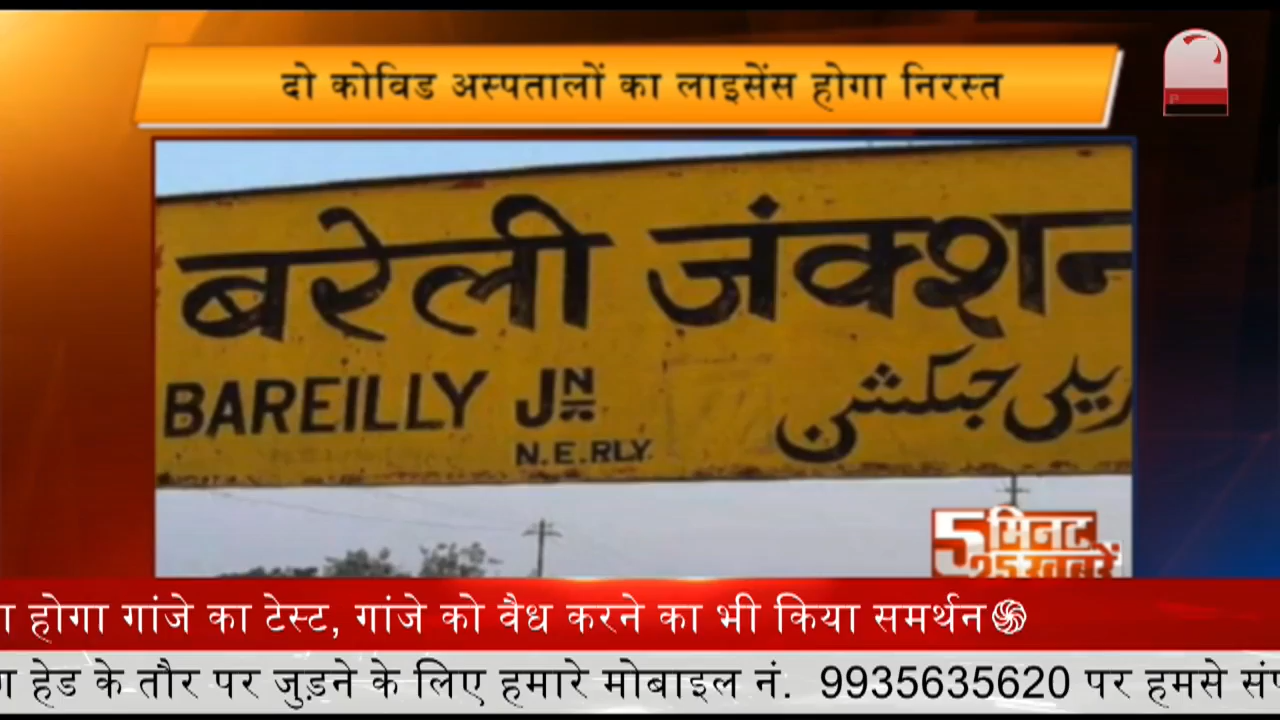 दो कोविड अस्पतालों का लाइसेंस होगा निरस्त
बरेली जंक्शन
BAREILLY JN
N.E.RLY.
ریلی جنکشن
5 मिनट
25 खबरें
होगा गांजे का टेस्ट, गांजे को वैध करने का भी किया समर्थन
हेड के तौर पर जुड़ने के लिए हमारे मोबाइल नं. 9935635620 पर हमसे